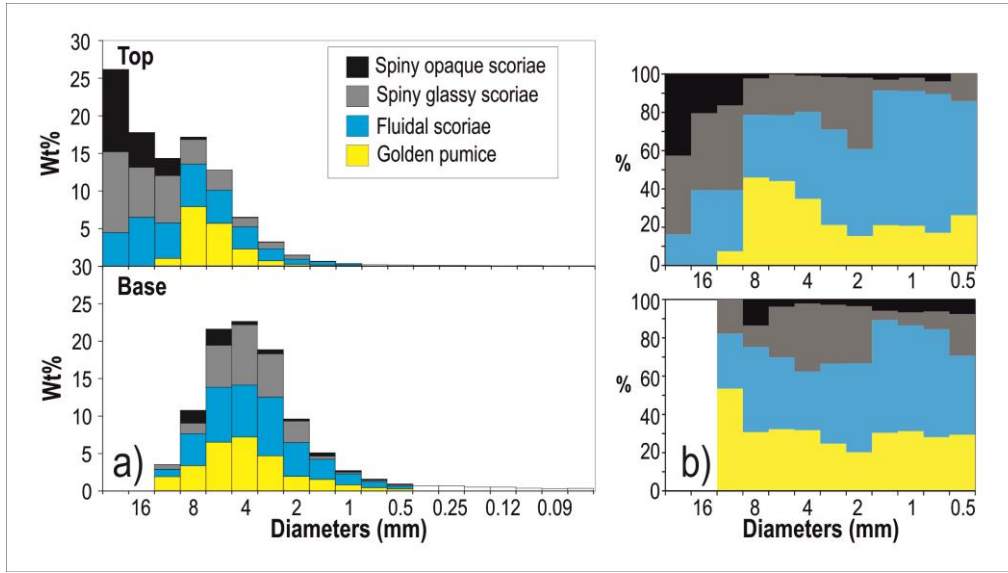 30
25
20
15
10
5
30
25
20
15
10
5
0
Wt%
Wt%
Top
Base
Spiny opaque scoriae
Spiny glassy scoriae
Fluidal scoriae
Golden pumice
a)
16 8 4 2 1 0.5 0.25 0.12 0.09
Diameters (mm)
100
80
60
40
20
0
%
16 8 4 2 1 0.5
100
80
60
40
20
0
%
b)
16 8 4 2 1 0.5
Diameters (mm)